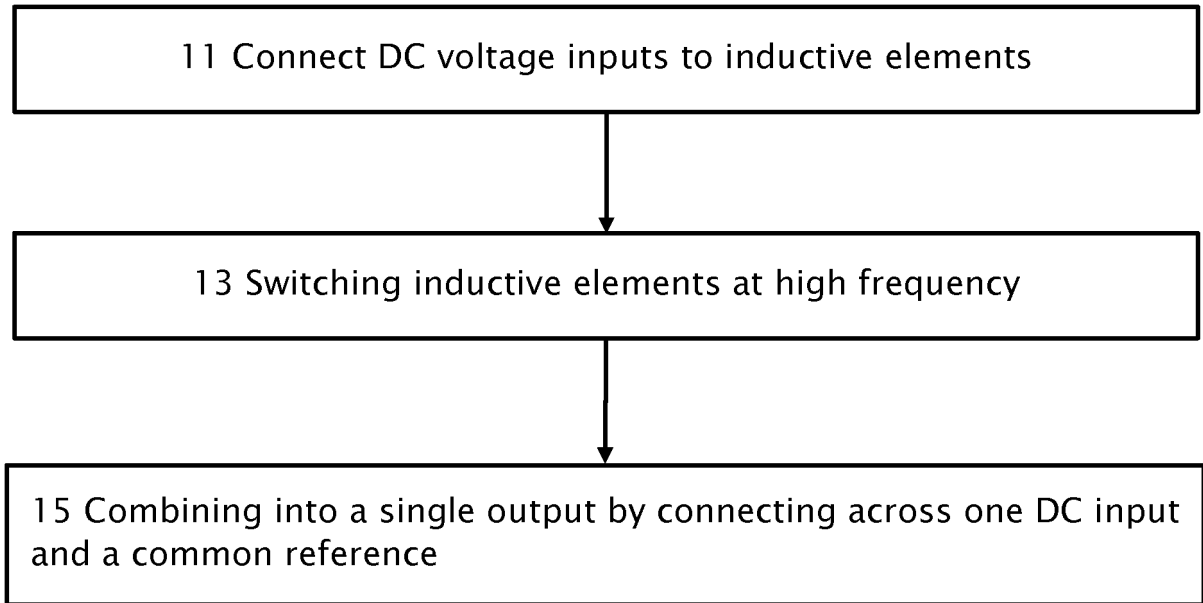 11 Connect DC voltage inputs to inductive elements
13 Switching inductive elements at high frequency
15 Combining into a single output by connecting across one DC input
and a common reference